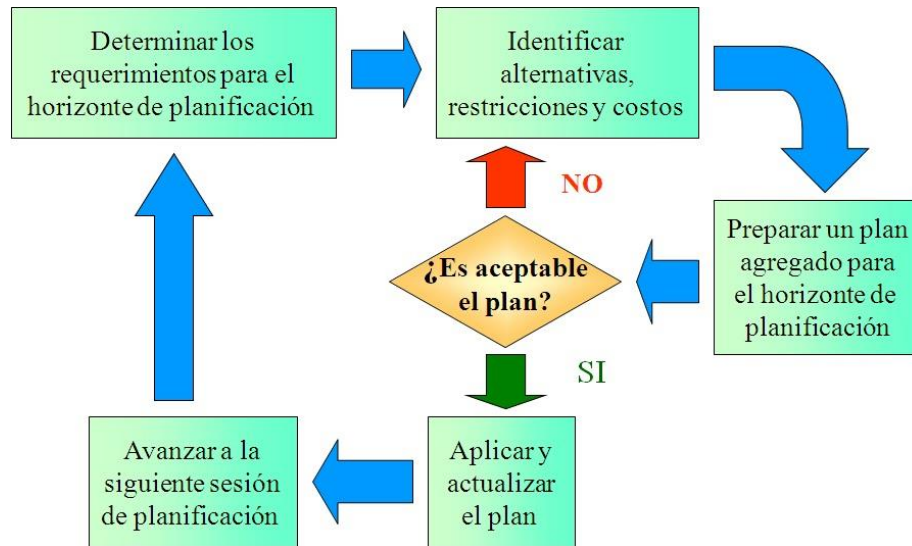 Determinar los
requerimientos para el
horizonte de planificación
Identificar
alternativas,
restricciones y costos
NO
Preparar un plan
agregado para
el horizonte de
planificación
¿Es aceptable
el plan?
SI
Avanzar a la
siguiente sesión
de planificación
Aplicar y
actualizar
el plan